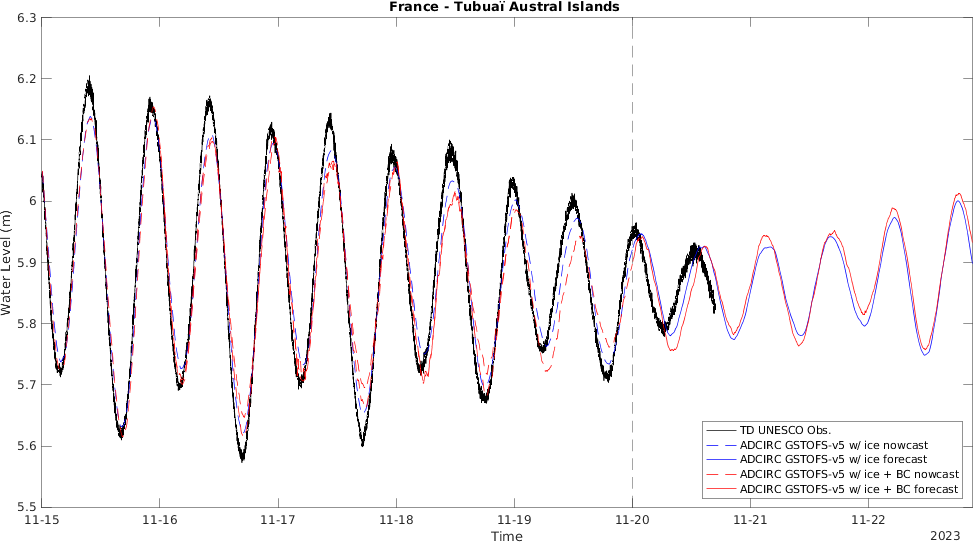 France - Tubuaï Austral Islands
6.3
6.2
6.1
6
5.9
5.8
5.7
5.6
5.5
Water Level (m)
TD UNESCO Obs.
ADCIRC GSTOFS-v5 w/ ice nowcast
ADCIRC GSTOFS-v5 w/ ice forecast
ADCIRC GSTOFS-v5 w/ ice + BC nowcast
ADCIRC GSTOFS-v5 w/ ice + BC forecast
11-15 11-16 11-17 11-18 11-19 11-20 11-21 11-22
Time
2023